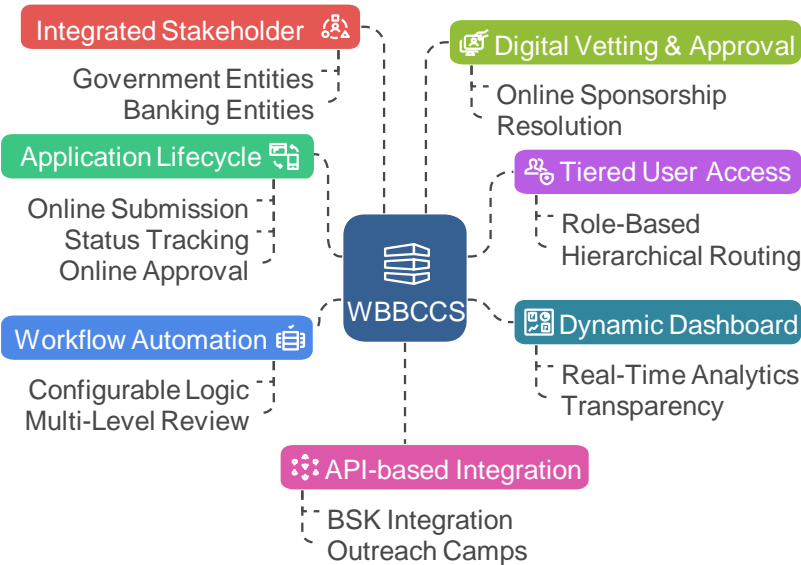 Integrated Stakeholder
Government Entities
Banking Entities
Application Lifecycle
Online Submission
Status Tracking
Online Approval
Workflow Automation
Configurable Logic
Multi-Level Review
WBBCCS
Digital Vetting & Approval
Online Sponsorship
Resolution
Tiered User Access
Role-Based
Hierarchical Routing
Dynamic Dashboard
Real-Time Analytics
Transparency
API-based Integration
BSK Integration
Outreach Camps